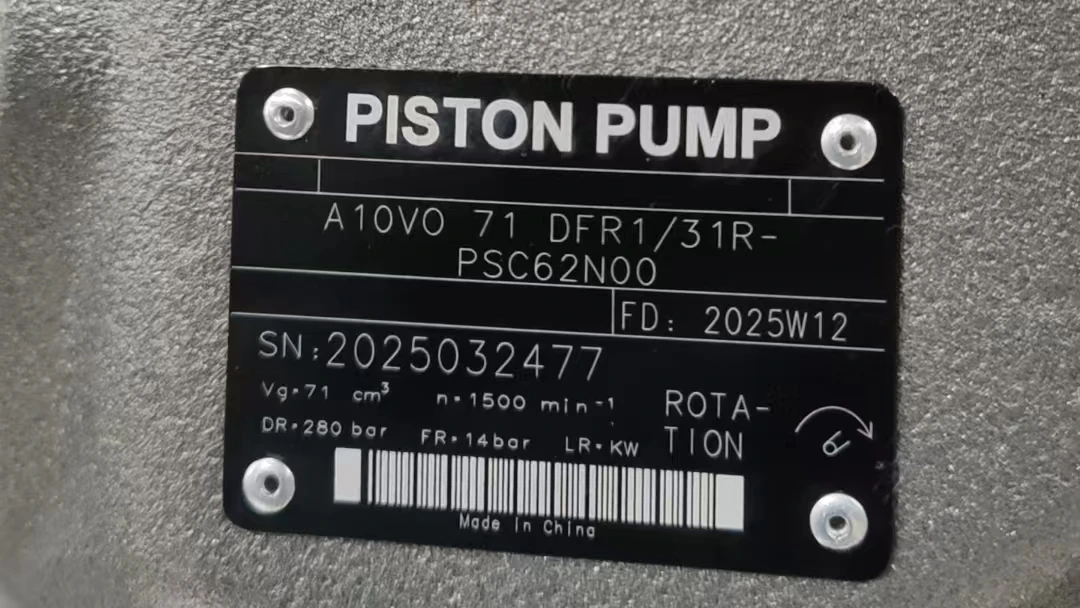 PISTON PUMP
A10VO 71 DFR1/31R-
PSC62N00
FD: 2025W12
SN:2025032477
Vg=71 cm³ n=1500 min⁻¹
DR=280 bar FR=14bar LR=KW
ROTA-
TION
Made in China